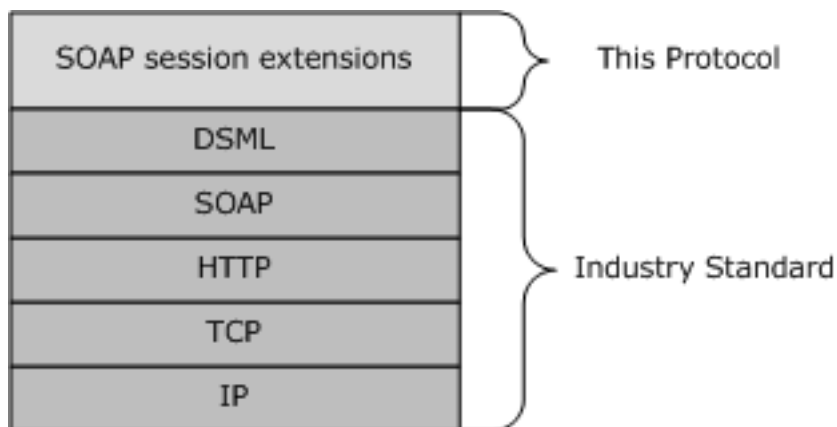 SOAP session extensions
This Protocol
DSML
SOAP
HTTP
Industry Standard
TCP
IP